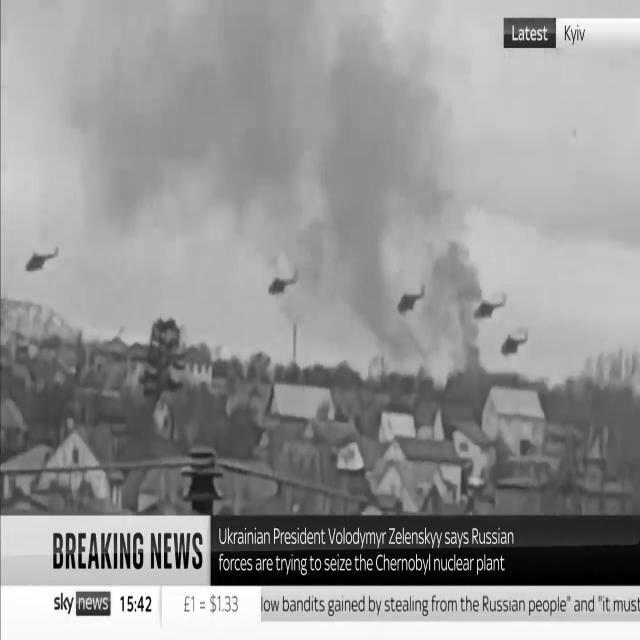 Latest Kyiv
BREAKING NEWS
Ukrainian President Volodymyr Zelenskyy says Russian
forces are trying to seize the Chernobyl nuclear plant
sky news 15:42 £1 = $1.33 low bandits gained by stealing from the Russian people" and "it must